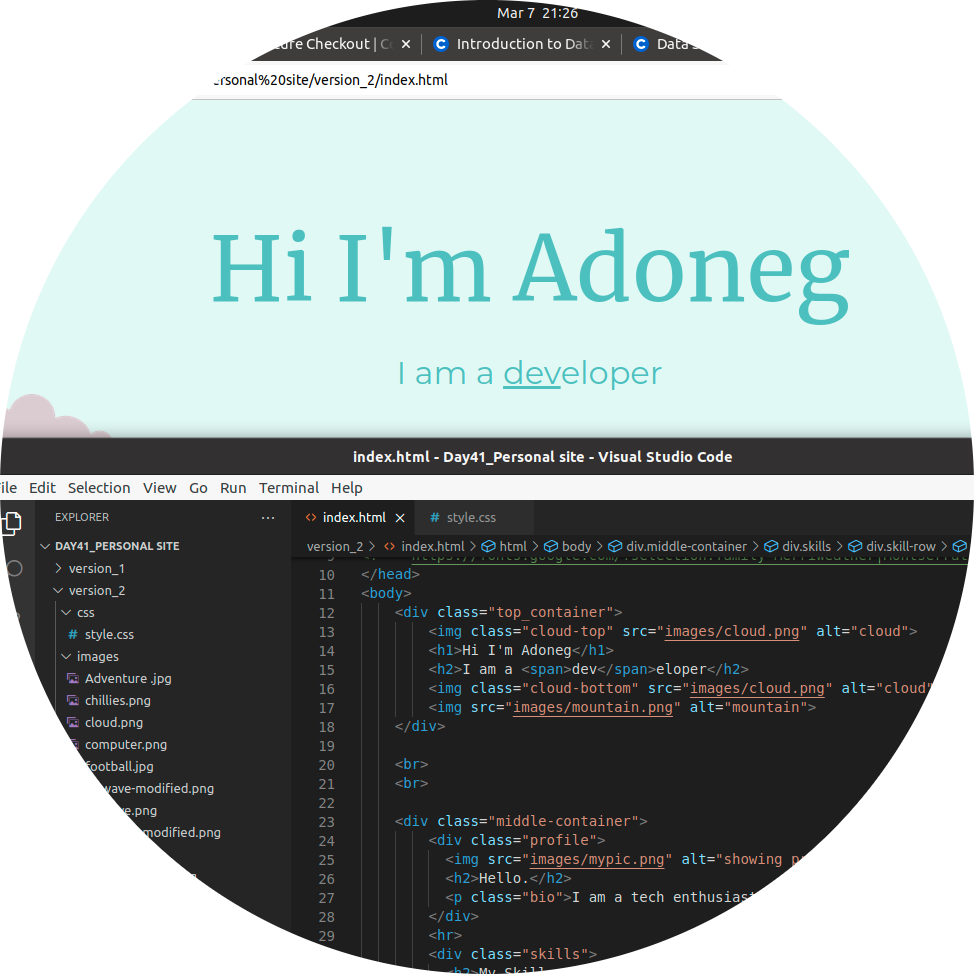 Mar 7 21:26
Checkout |
Introduction to Data
Data
ersonal%20site/version_2/index.html
Hi I'm Adoneg
I am a developer
index.html - Day41_Personal site - Visual Studio Code
Edit Selection View Go Run Terminal Help
EXPLORER ···
index.html ×
# style.css
DAY41_PERSONAL SITE
version_1
version_2
css
# style.css
images
Adventure .jpg
chillies.png
cloud.png
computer.png
football.jpg
wave-modified.png
modified.png
version_2 > <> index.html > html > body > div.middle-container > div.skills > div.skill-row >
10 </head>
11 <body>
12 <div class="top_container">
13 <img class="cloud-top" src="images/cloud.png" alt="cloud">
14 <h1>Hi I'm Adoneg</h1>
15 <h2>I am a <span>dev</span>eloper</h2>
16 <img class="cloud-bottom" src="images/cloud.png" alt="cloud"
17 <img src="images/mountain.png" alt="mountain">
18 </div>
19
20 <br>
21 <br>
22
23 <div class="middle-container">
24 <div class="profile">
25 <img src="images/mypic.png" alt="showing
26 <h2>Hello.</h2>
27 <p class="bio">I am a tech enthusiast
28 </div>
29 <hr>
<div class="skills">
<h2>My Skill